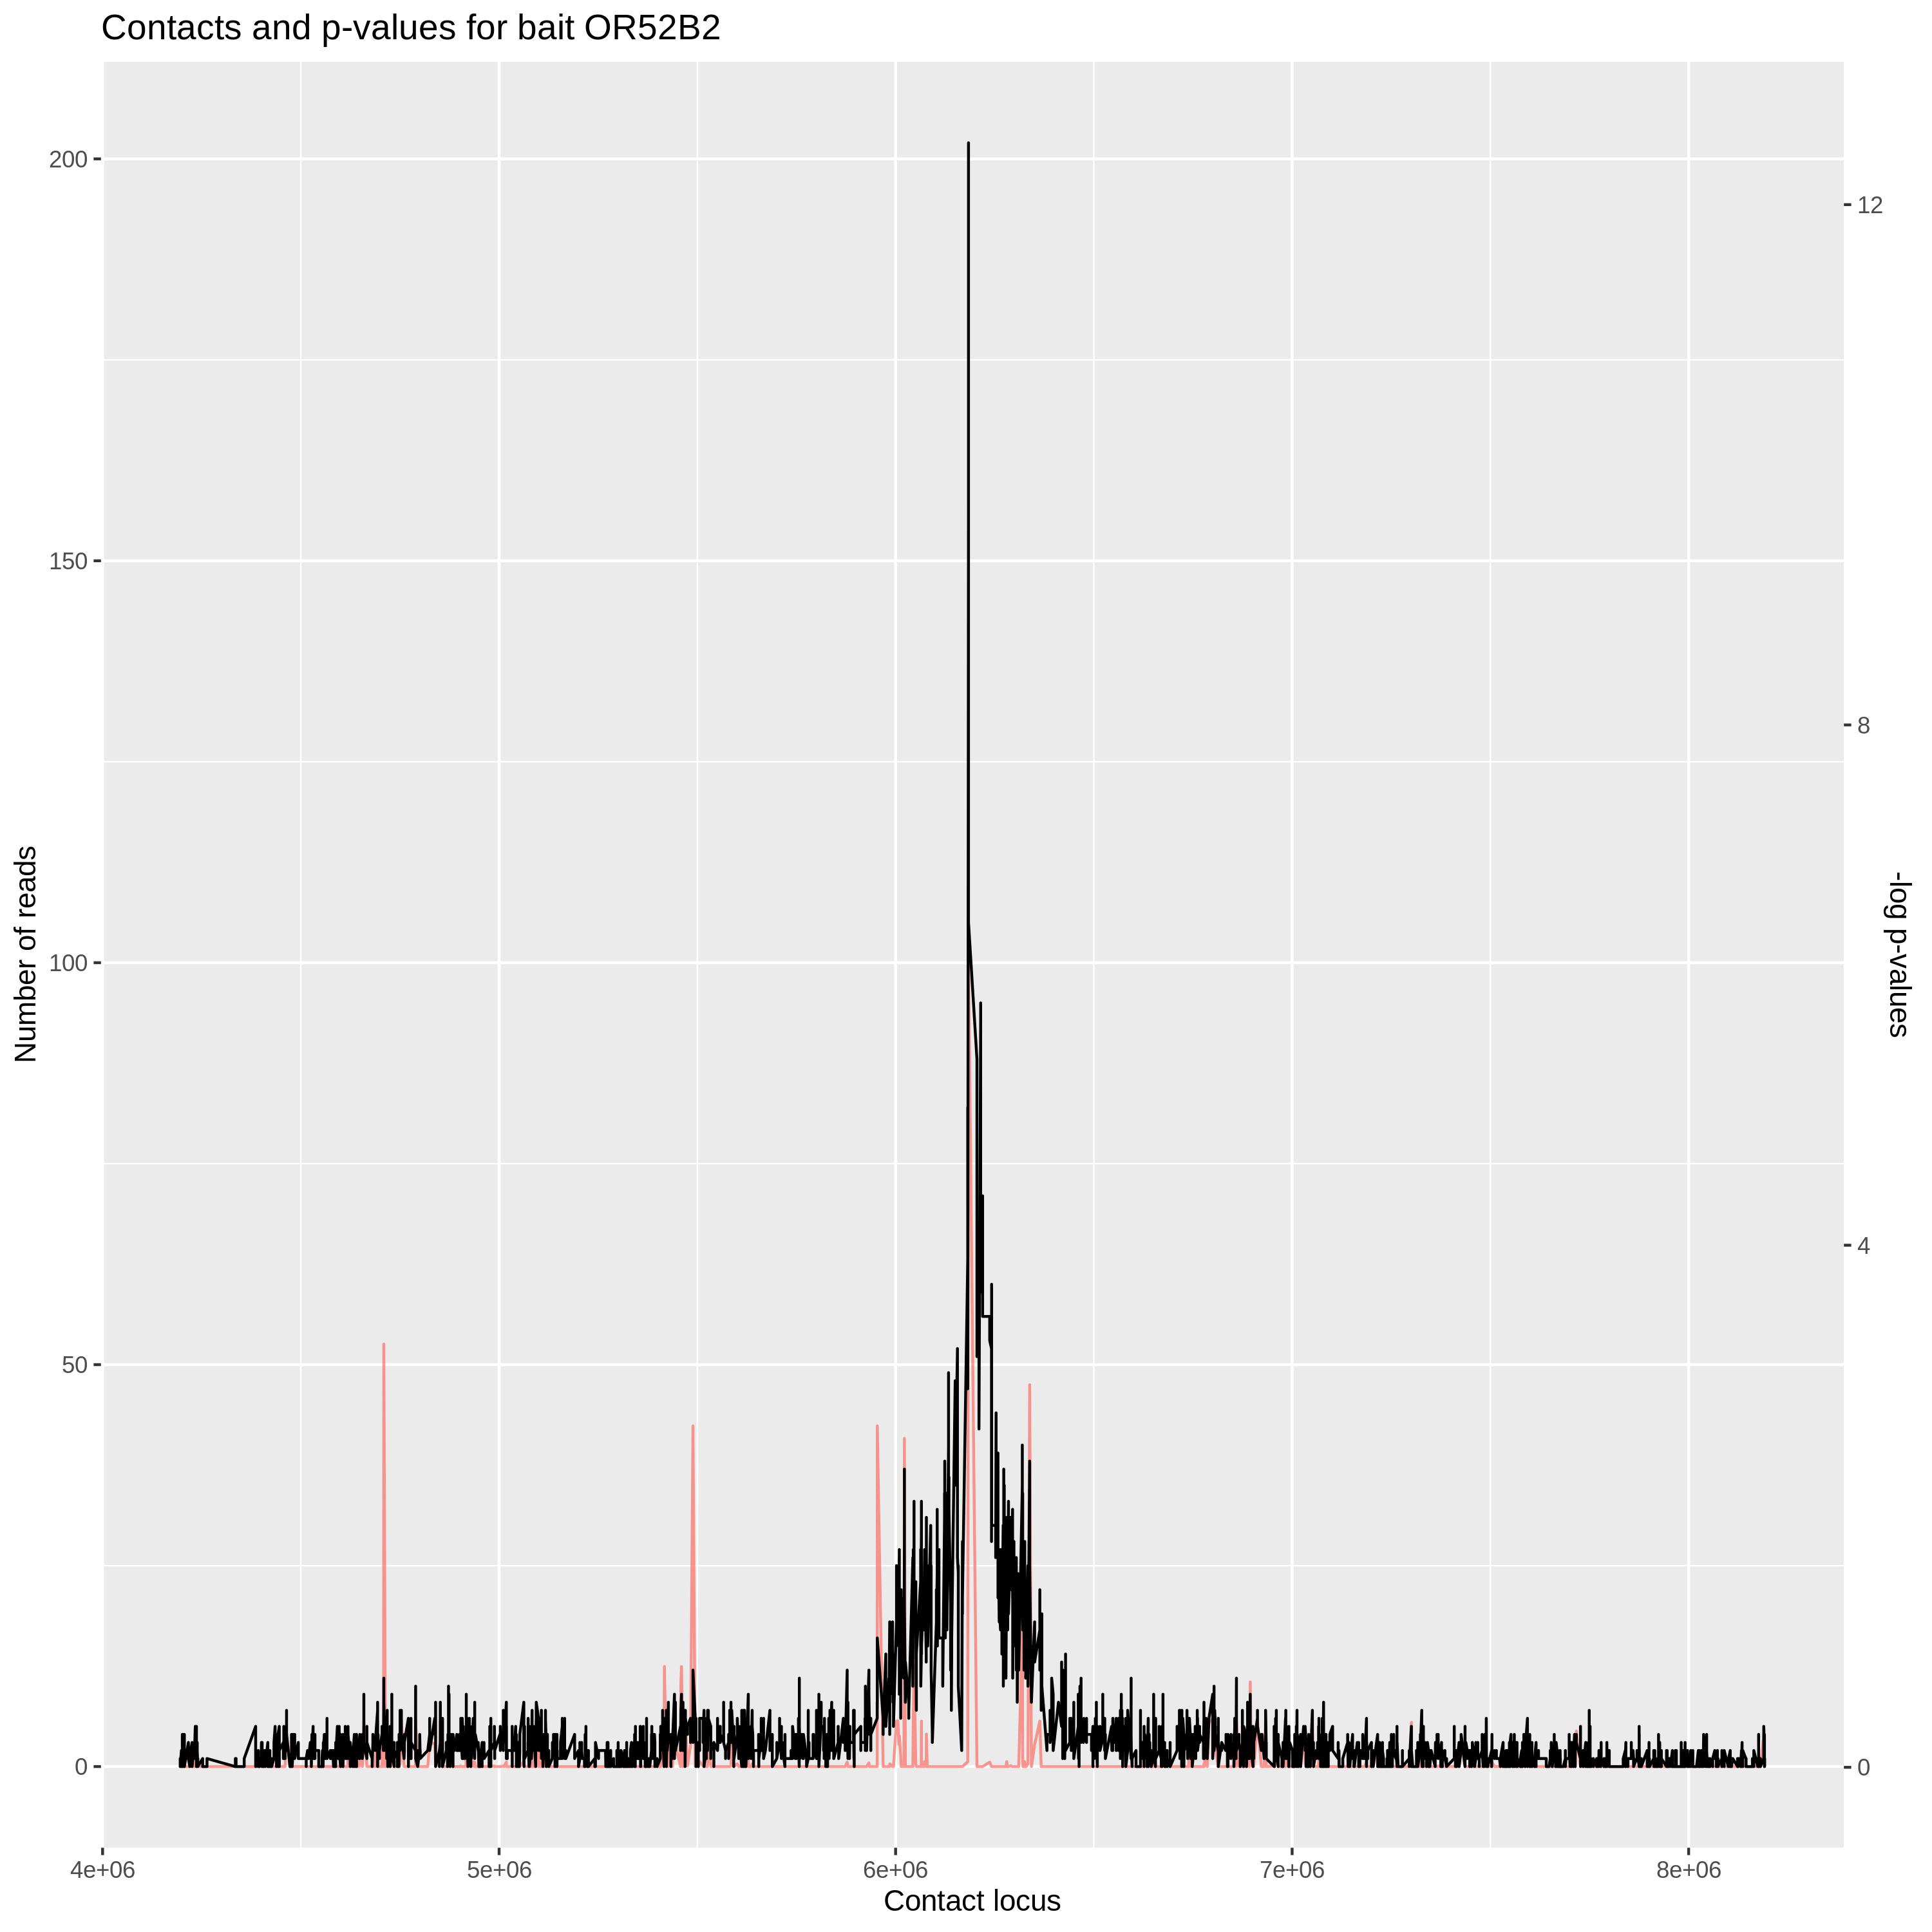 Contacts and p-values for bait OR52B2
200
150
100
50
0
12
8
4
0
Number of reads
-log p-values
4e+06
5e+06
6e+06
7e+06
8e+06
Contact locus